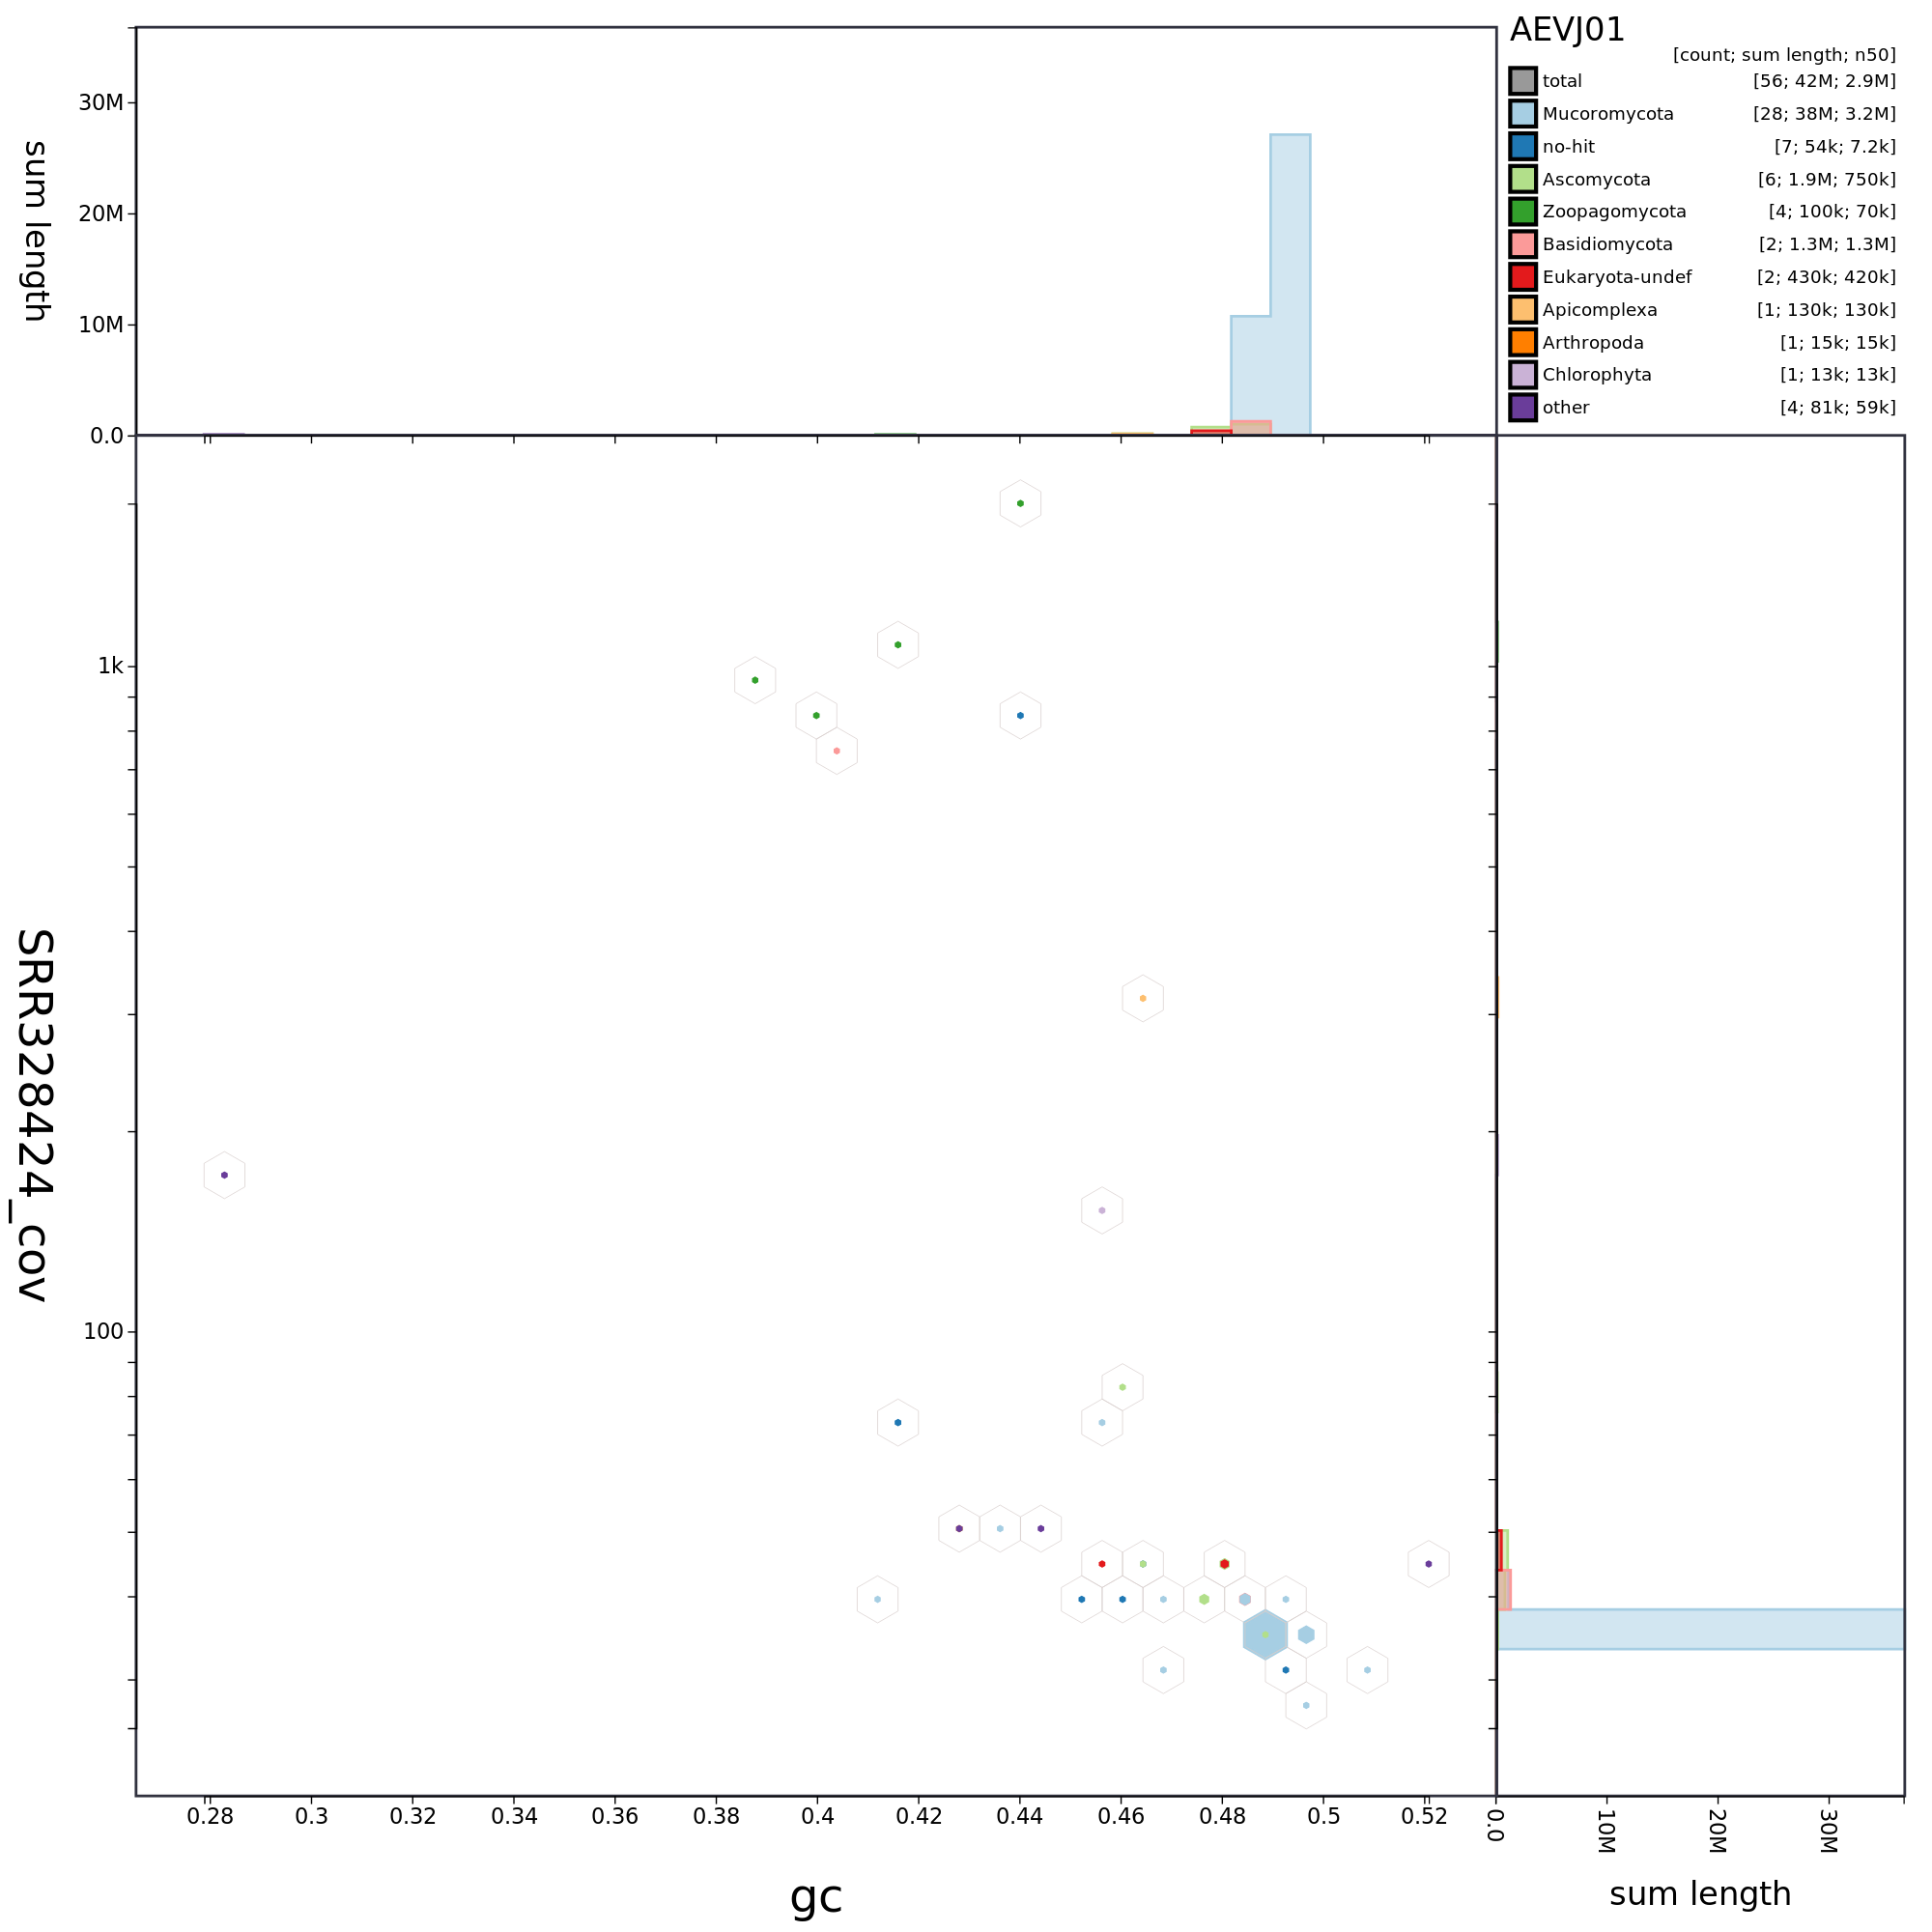 AEVJ01
[count; sum length; n50]
total [56; 42M; 2.9M]
Mucoromycota [28; 38M; 3.2M]
no-hit [7; 54k; 7.2k]
Ascomycota [6; 1.9M; 750k]
Zoopagomycota [4; 100k; 70k]
Basidiomycota [2; 1.3M; 1.3M]
Eukaryota-undef [2; 430k; 420k]
Apicomplexa [1; 130k; 130k]
Arthropoda [1; 15k; 15k]
Chlorophyta [1; 13k; 13k]
other [4; 81k; 59k]
sum length
30M
20M
10M
0.0
SRR328424_cov
1k
100
0.28 0.3 0.32 0.34 0.36 0.38 0.4 0.42 0.44 0.46 0.48 0.5 0.52
gc
0.0 10M 20M 30M
sum length